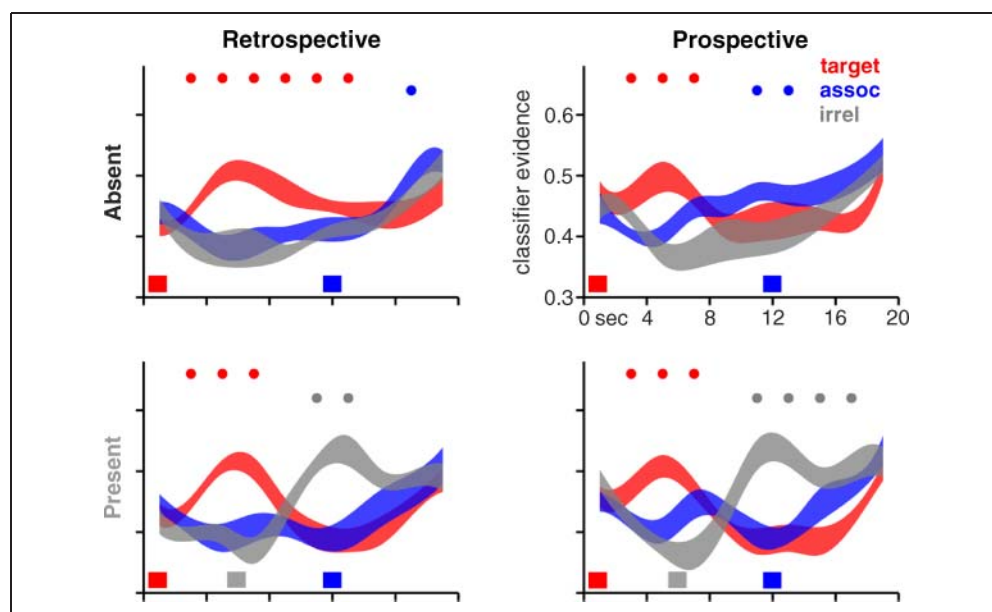 Retrospective
Prospective
target
assoc
irrel
Absent
classifier evidence
0.6
0.5
0.4
0.3
0 sec 4 8 12 16 20
Present